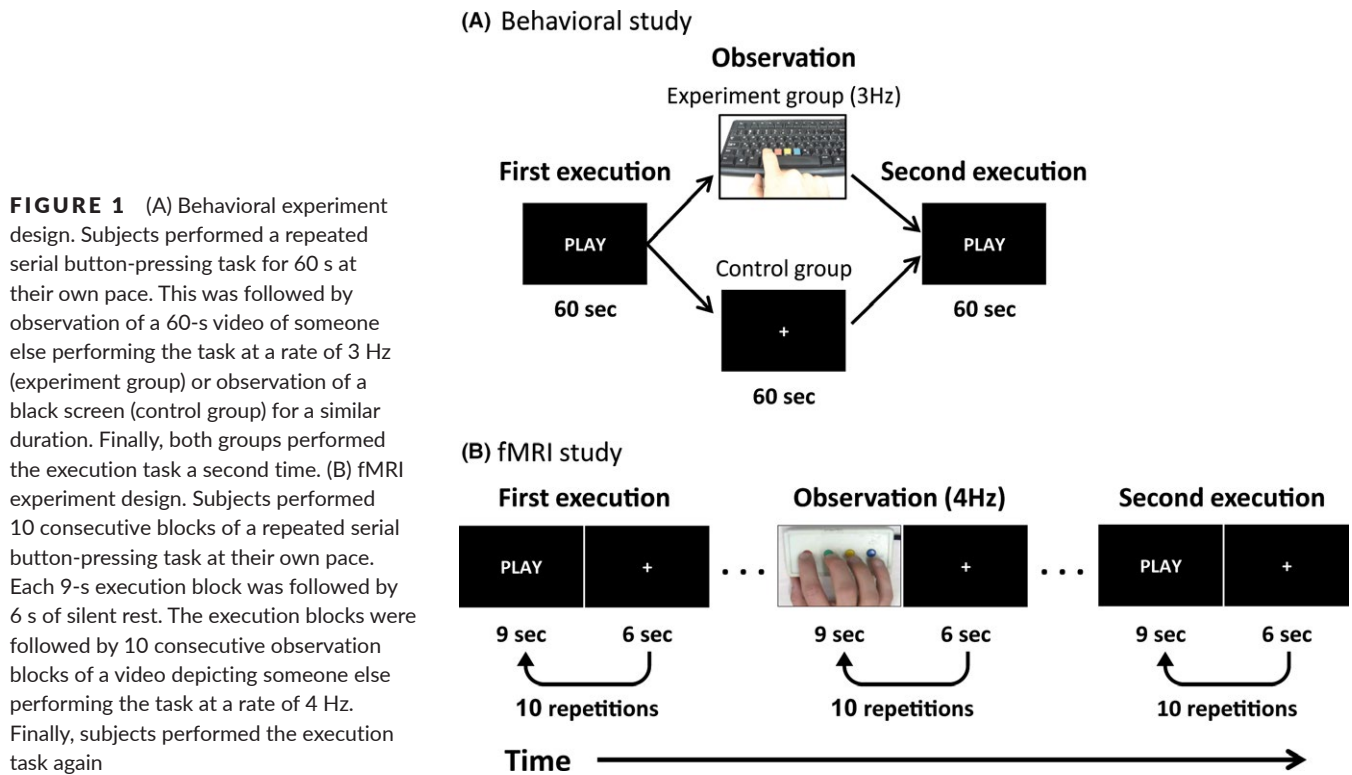 FIGURE 1 (A) Behavioral experiment
design. Subjects performed a repeated
serial button-pressing task for 60 s at
their own pace. This was followed by
observation of a 60-s video of someone
else performing the task at a rate of 3 Hz
(experiment group) or observation of a
black screen (control group) for a similar
duration. Finally, both groups performed
the execution task a second time. (B) fMRI
experiment design. Subjects performed
10 consecutive blocks of a repeated serial
button-pressing task at their own pace.
Each 9-s execution block was followed by
6 s of silent rest. The execution blocks were
followed by 10 consecutive observation
blocks of a video depicting someone else
performing the task at a rate of 4 Hz.
Finally, subjects performed the execution
task again
(A) Behavioral study
Observation
Experiment group (3Hz)
First execution
Second execution
PLAY
PLAY
60 sec
60 sec
Control group
+
60 sec
(B) fMRI study
First execution
Observation (4Hz)
Second execution
PLAY
+
. . .
+
. . .
PLAY
+
9 sec
6 sec
9 sec
6 sec
9 sec
6 sec
10 repetitions
10 repetitions
10 repetitions
Time